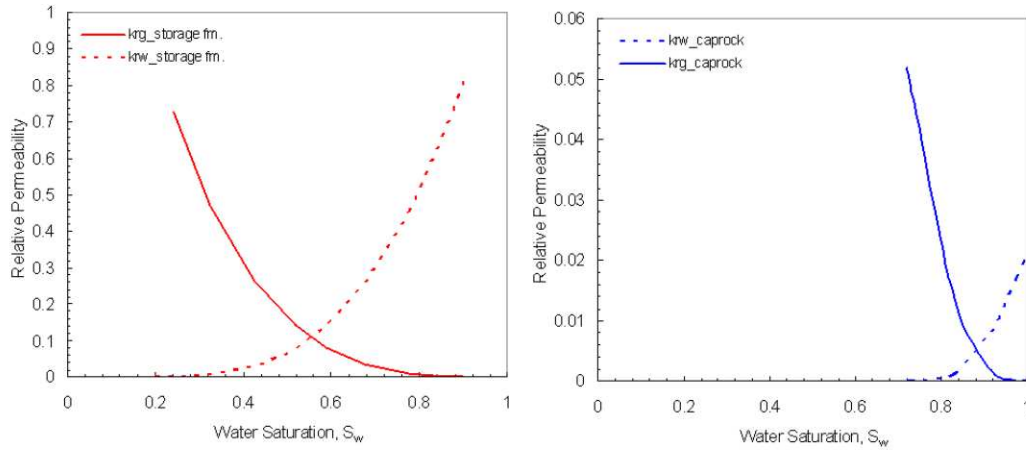 1
0.9
0.8
0.7
0.6
0.5
0.4
0.3
0.2
0.1
0
Relative Permeability
krg_storage fm.
krw_storage fm.
0 0.2 0.4 0.6 0.8 1
Water Saturation, Sw
0.06
0.05
0.04
0.03
0.02
0.01
0
Relative Permeability
krw_caprock
krg_caprock
0 0.2 0.4 0.6 0.8 1
Water Saturation, Sw